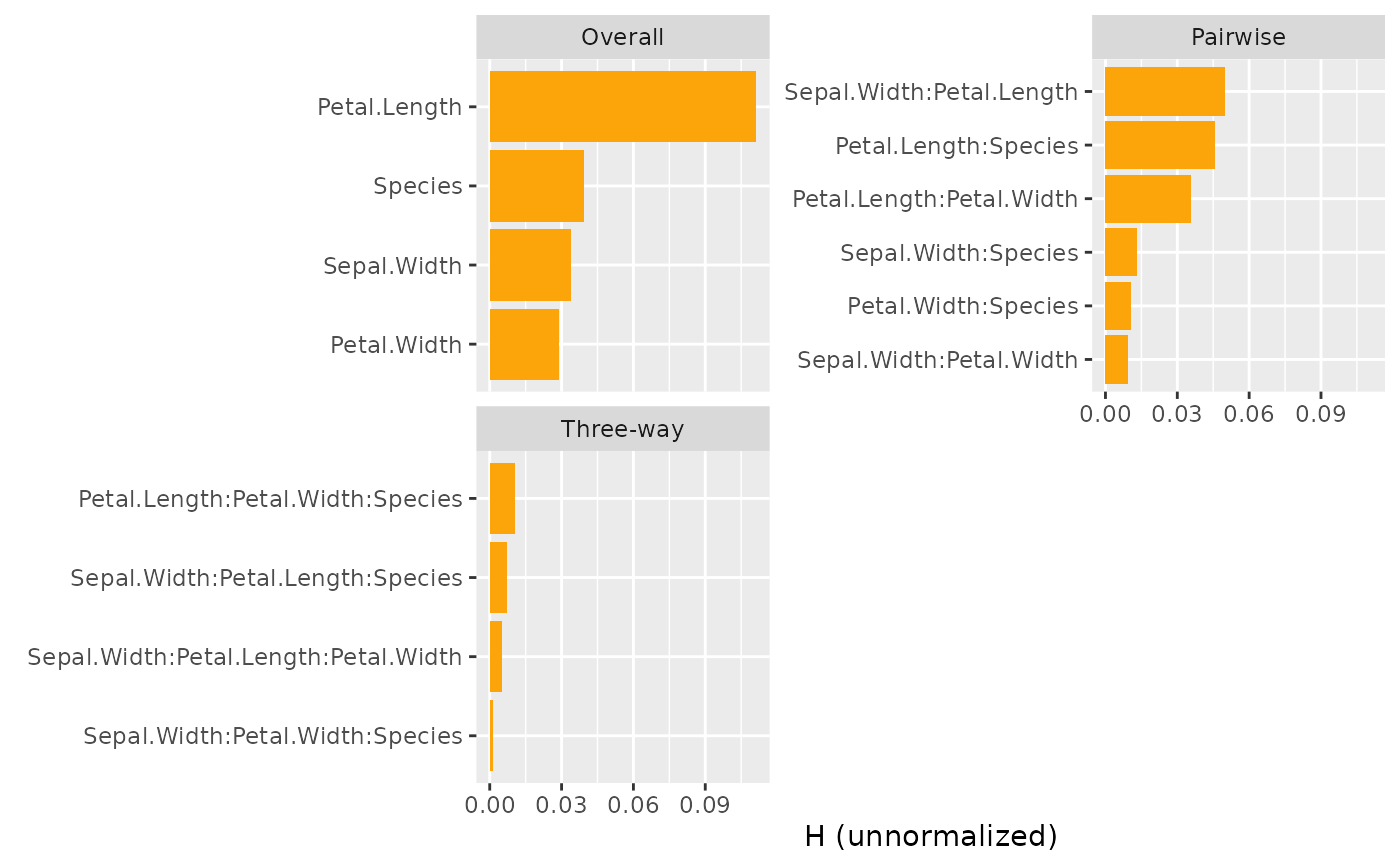 Overall
Petal.Length
Species
Sepal.Width
Petal.Width
Pairwise
Sepal.Width:Petal.Length
Petal.Length:Species
Petal.Length:Petal.Width
Sepal.Width:Species
Petal.Width:Species
Sepal.Width:Petal.Width
0.00 0.03 0.06 0.09
Three-way
Petal.Length:Petal.Width:Species
Sepal.Width:Petal.Length:Species
Sepal.Width:Petal.Length:Petal.Width
Sepal.Width:Petal.Width:Species
0.00 0.03 0.06 0.09
H (unnormalized)